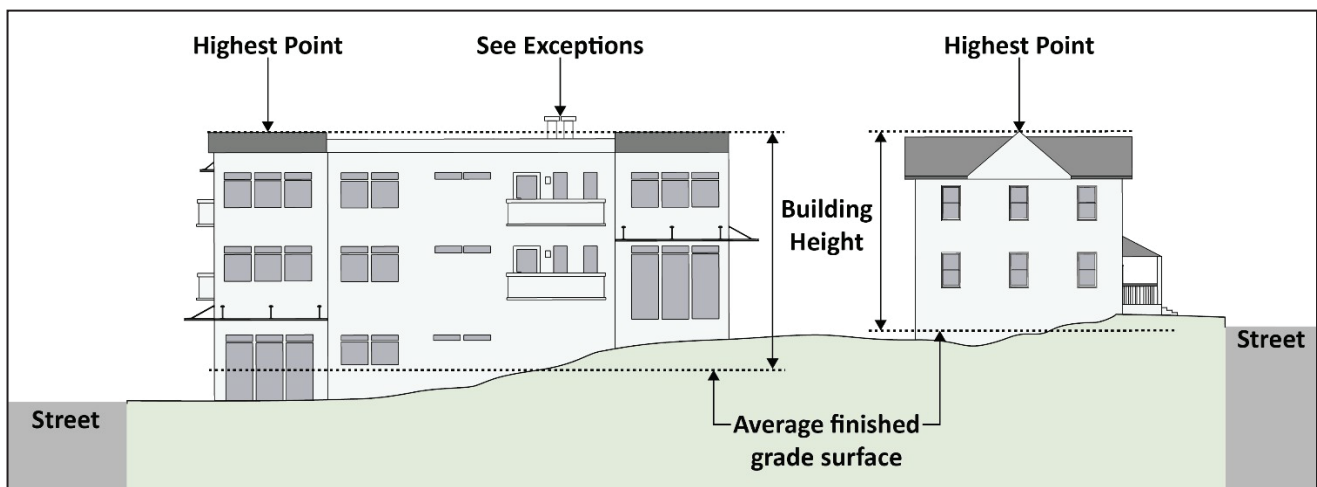 Highest Point
See Exceptions
Highest Point
Building
Height
Street
Street
Average finished
grade surface